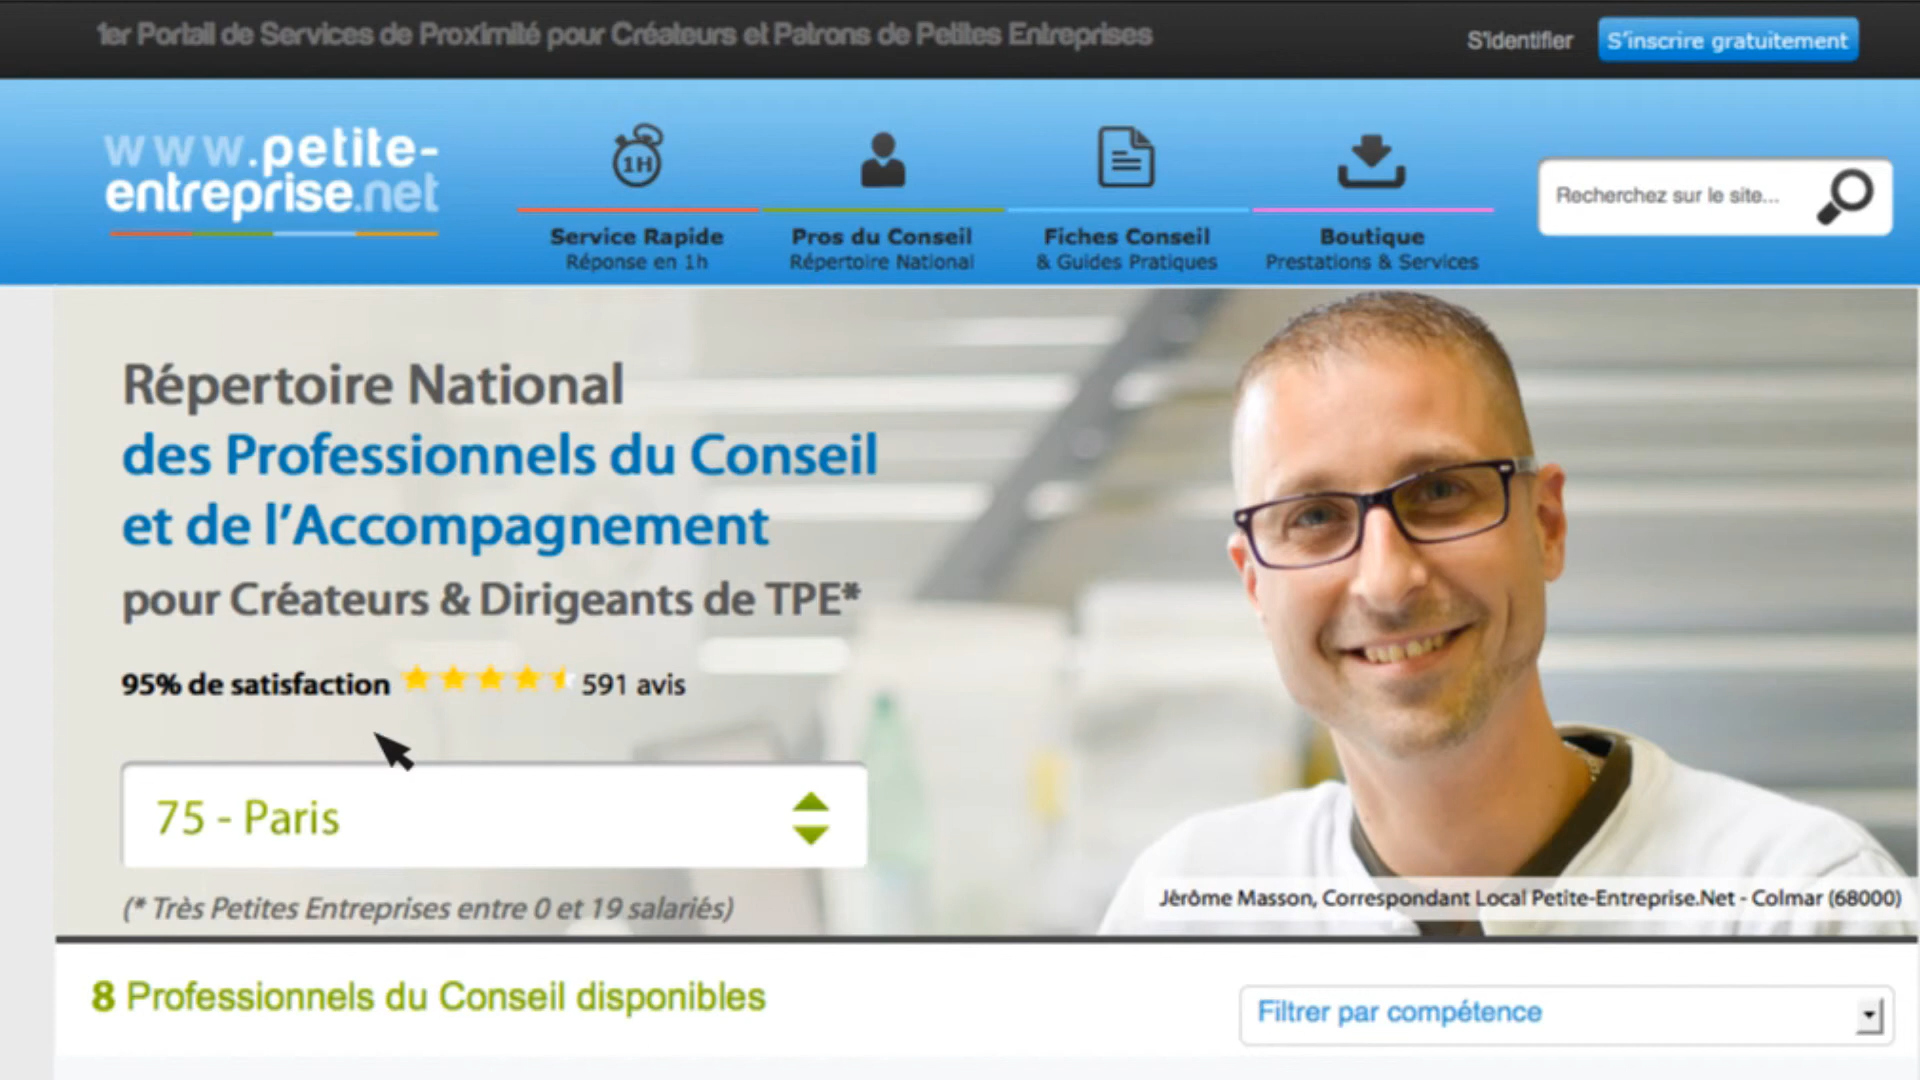 1er Portail de Services de Proximité pour Créateurs et Patrons de Petites Entreprises
S'identifier
S'inscrire gratuitement
www.petite-
entreprise.net
1H
Service Rapide
Réponse en 1h
Pros du Conseil
Répertoire National
Fiches Conseil
& Guides Pratiques
Boutique
Prestations & Services
Recherchez sur le site...
Répertoire National
des Professionnels du Conseil
et de l'Accompagnement
pour Créateurs & Dirigeants de TPE*
95% de satisfaction 591 avis
75 - Paris
(* Très Petites Entreprises entre 0 et 19 salariés)
Jérôme Masson, Correspondant Local Petite-Entreprise.Net - Colmar (68000)
8 Professionnels du Conseil disponibles
Filtrer par compétence